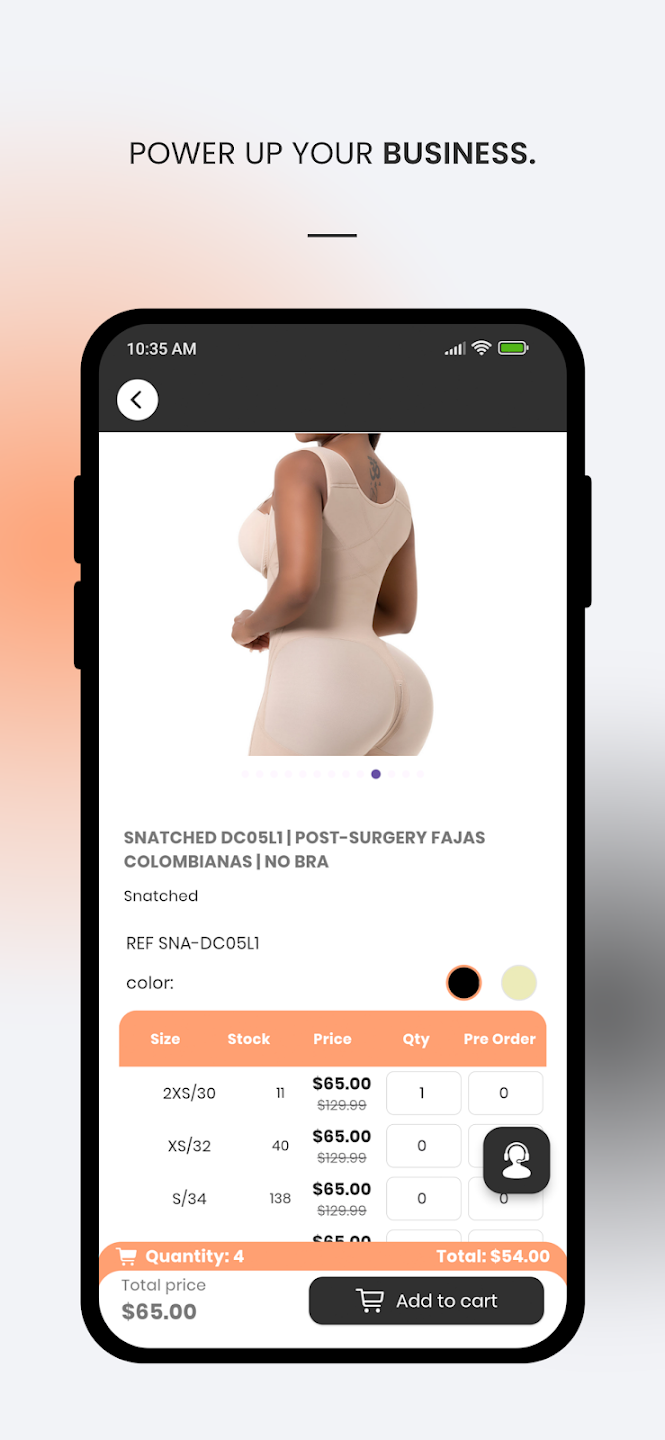 POWER UP YOUR BUSINESS.
10:35 AM
SNATCHED DC05L1 | POST-SURGERY FAJAS
COLOMBIANAS | NO BRA
Snatched
REF SNA-DC05L1
color:
Size Stock Price Qty Pre Order
2XS/30 11 $65.00 1 0
$129.99
XS/32 40 $65.00 0
$129.99
S/34 138 $65.00 0 0
$129.99
$65.00
Quantity: 4 Total: $54.00
Total price
$65.00
Add to cart